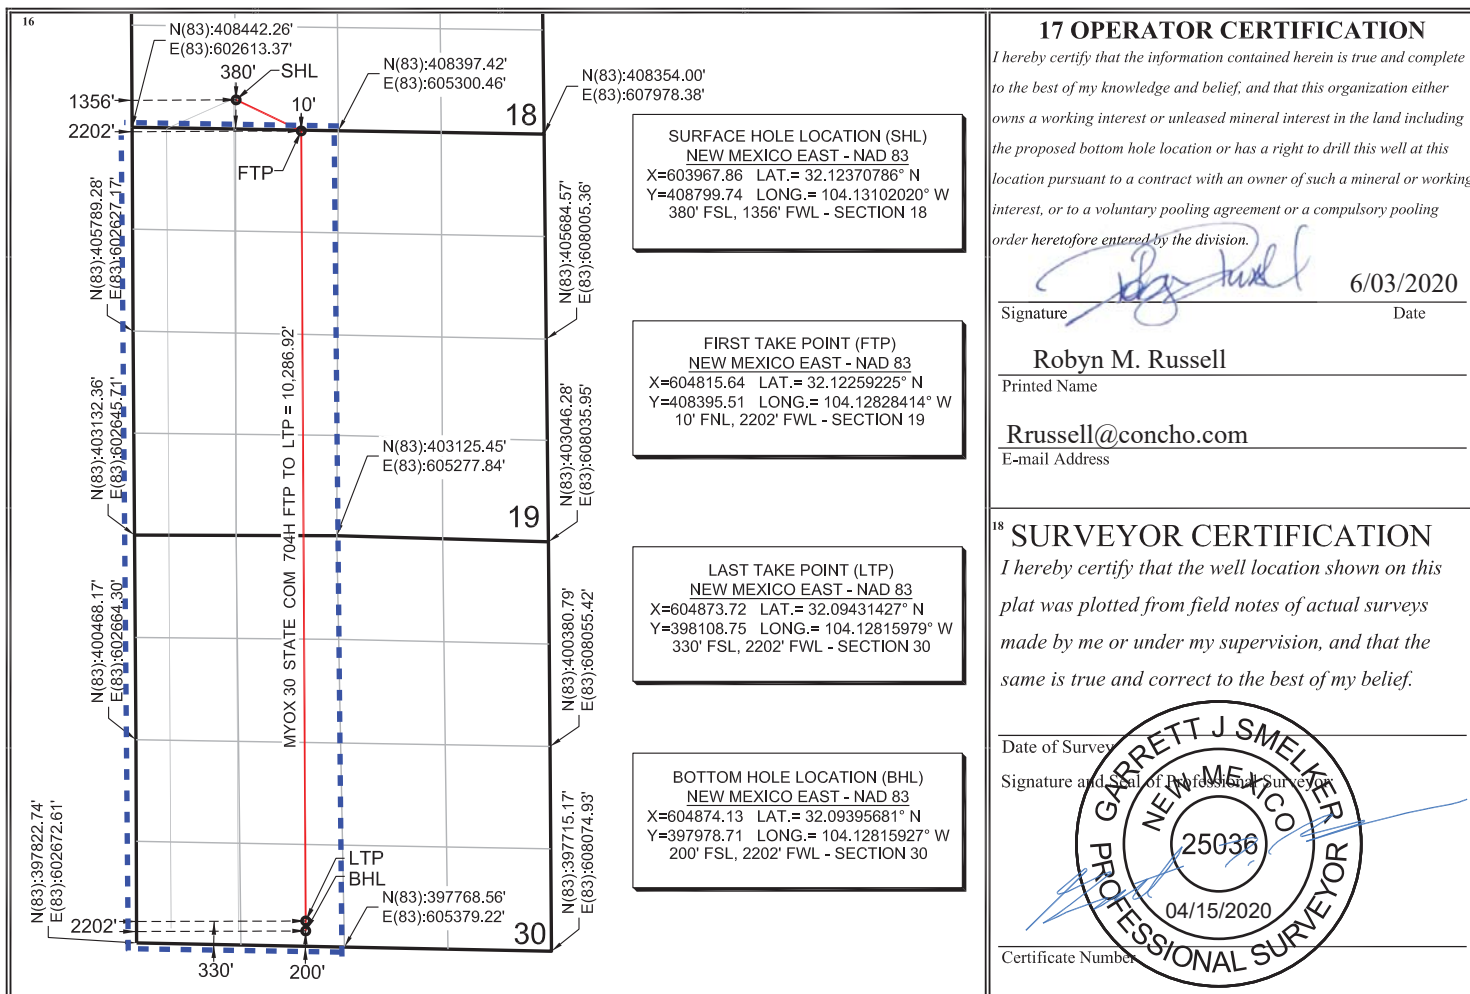 16
N(83):408442.26'
E(83):602613.37'
380'
SHL
N(83):408397.42'
E(83):605300.46'
N(83):408354.00'
E(83):607978.38'
1356'
10'
18
2202'
FTP
N(83):405789.28'
E(83):602627.17'
N(83):405684.57'
E(83):608005.36'
MYOX 30 STATE COM 704H FTP TO LTP = 10,286.92'
N(83):403132.36'
E(83):602645.71'
N(83):403125.45'
E(83):605277.84'
N(83):403046.28'
E(83):608035.95'
19
N(83):400468.17'
E(83):602664.30'
N(83):400380.79'
E(83):608055.42'
N(83):397822.74'
E(83):602672.61'
LTP
BHL
N(83):397768.56'
E(83):605379.22'
N(83):397715.17'
E(83):608074.93'
2202'
30
330'
200'
SURFACE HOLE LOCATION (SHL)
NEW MEXICO EAST - NAD 83
X=603967.86 LAT.= 32.12370786° N
Y=408799.74 LONG.= 104.13102020° W
380' FSL, 1356' FWL - SECTION 18
FIRST TAKE POINT (FTP)
NEW MEXICO EAST - NAD 83
X=604815.64 LAT.= 32.12259225° N
Y=408395.51 LONG.= 104.12828414° W
10' FNL, 2202' FWL - SECTION 19
LAST TAKE POINT (LTP)
NEW MEXICO EAST - NAD 83
X=604873.72 LAT.= 32.09431427° N
Y=398108.75 LONG.= 104.12815979° W
330' FSL, 2202' FWL - SECTION 30
BOTTOM HOLE LOCATION (BHL)
NEW MEXICO EAST - NAD 83
X=604874.13 LAT.= 32.09395681° N
Y=397978.71 LONG.= 104.12815927° W
200' FSL, 2202' FWL - SECTION 30
17 OPERATOR CERTIFICATION
I hereby certify that the information contained herein is true and complete
to the best of my knowledge and belief, and that this organization either
owns a working interest or unleased mineral interest in the land including
the proposed bottom hole location or has a right to drill this well at this
location pursuant to a contract with an owner of such a mineral or working
interest, or to a voluntary pooling agreement or a compulsory pooling
order heretofore entered by the division.
6/03/2020
Signature Date
Robyn M. Russell
Printed Name
Rrussell@concho.com
E-mail Address
18 SURVEYOR CERTIFICATION
I hereby certify that the well location shown on this
plat was plotted from field notes of actual surveys
made by me or under my supervision, and that the
same is true and correct to the best of my belief.
Date of Survey
Signature and Seal of Professional Surveyor:
GARRETT J SMELKER
NEW MEXICO
25036
04/15/2020
PROFESSIONAL SURVEYOR
Certificate Number